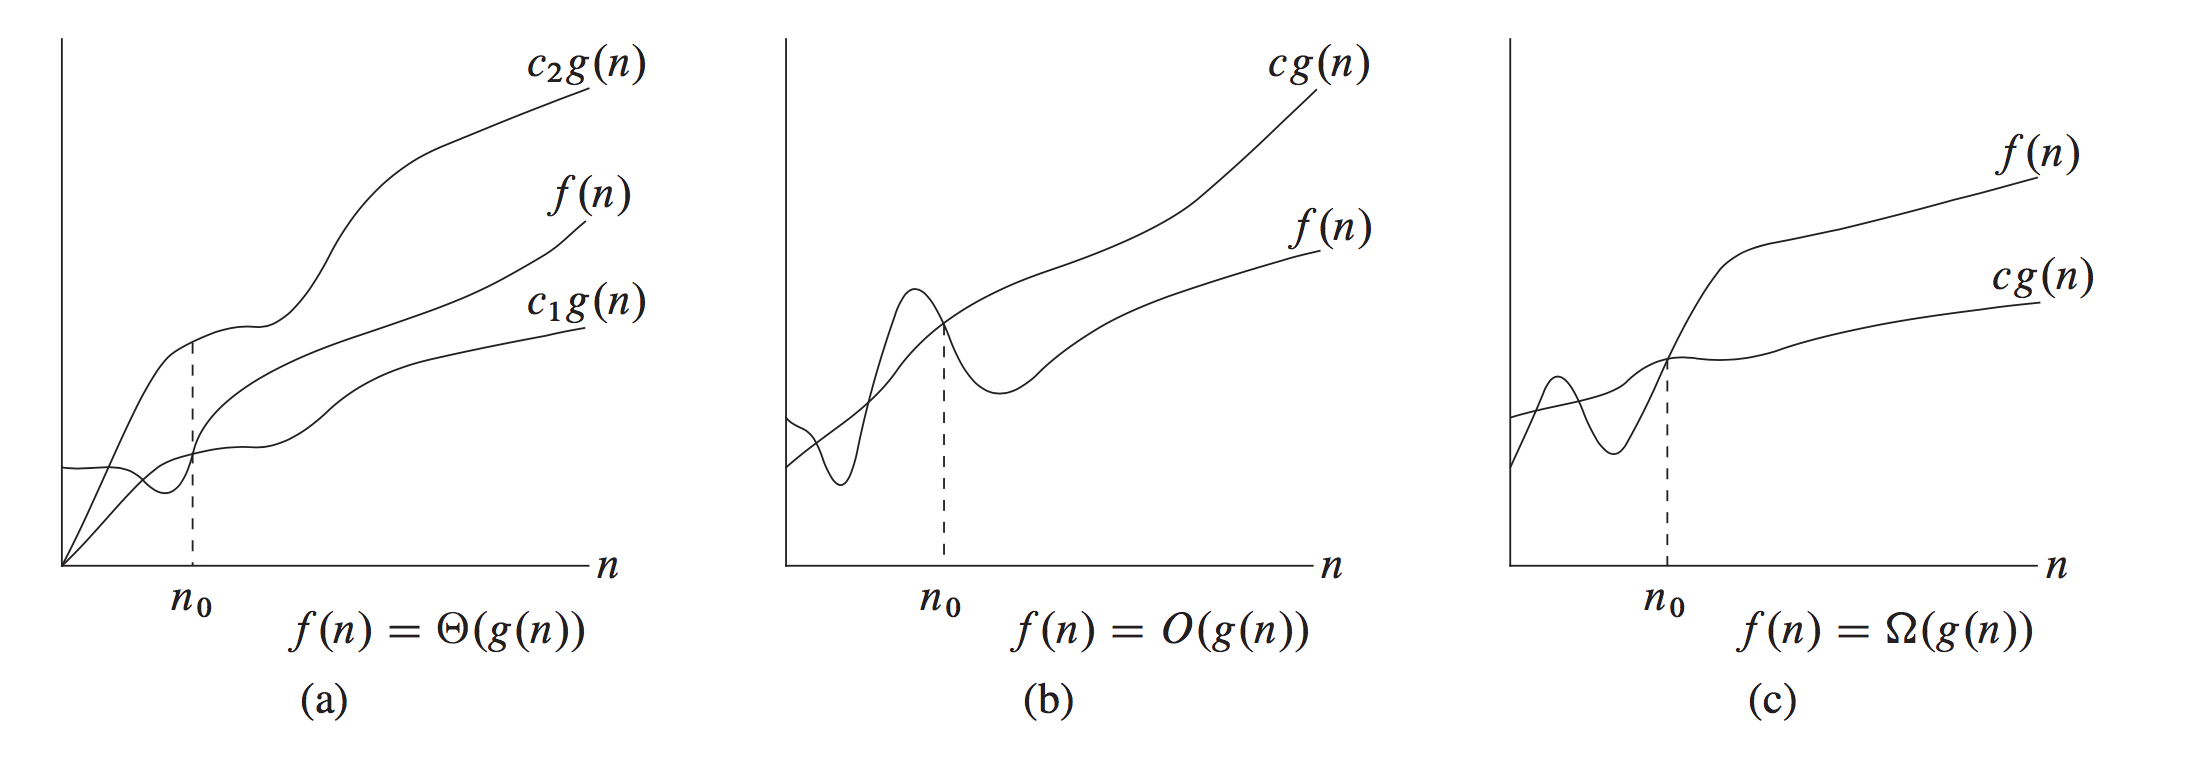 c₂g(n)
f(n)
c₁g(n)
n
n₀
f(n) = Θ(g(n))
(a)
cg(n)
f(n)
n
n₀
f(n) = O(g(n))
(b)
f(n)
cg(n)
n
n₀
f(n) = Ω(g(n))
(c)